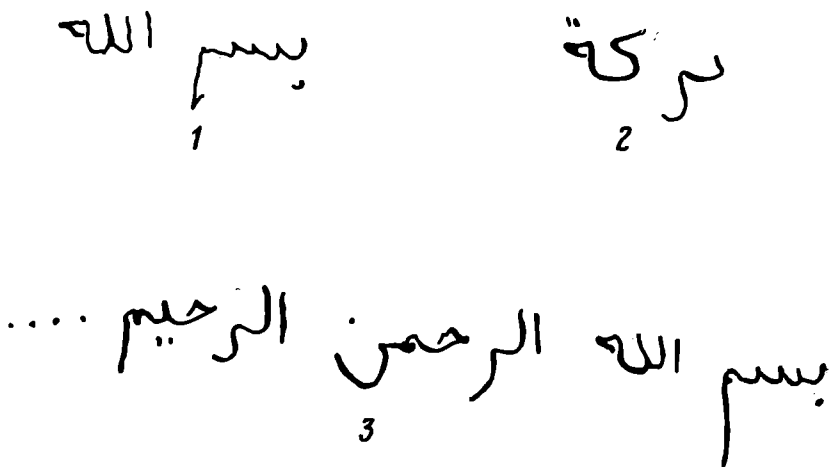 بسم الله
بركة
1
2
بسم الله الرحمن الرحيم ....
3